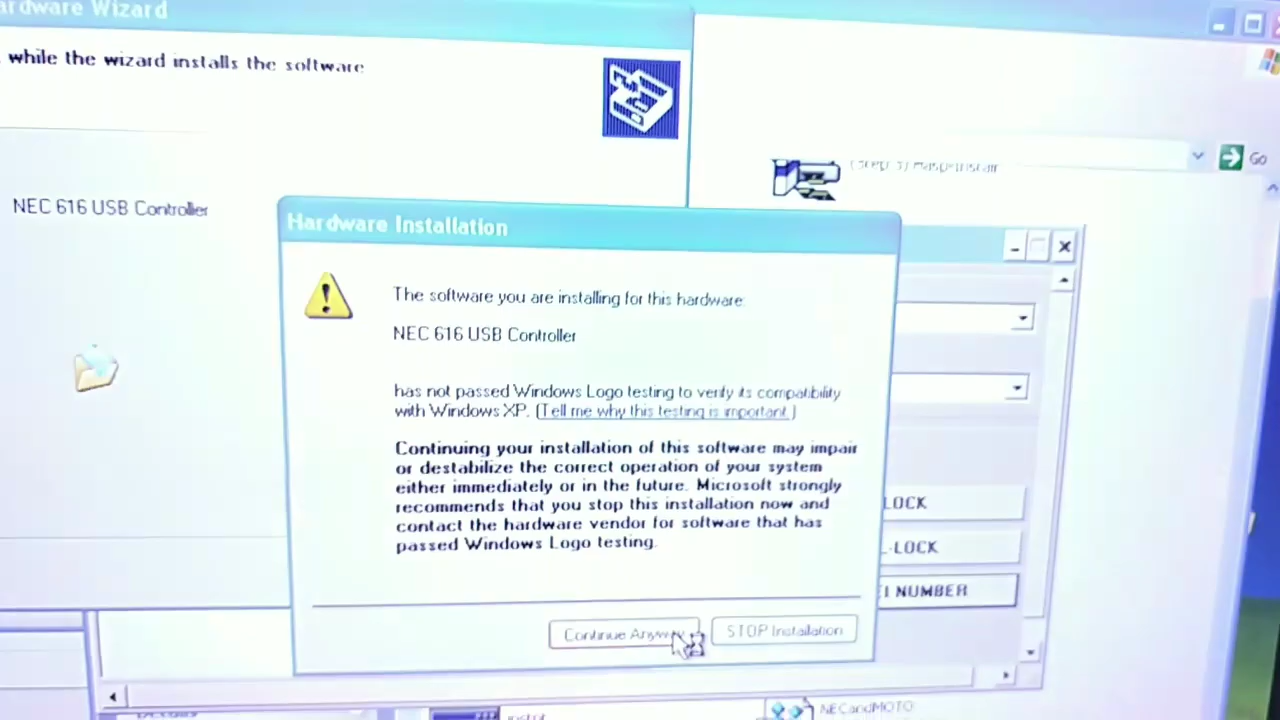 ardware Wizard
while the wizard installs the software
Go
NEC 616 USB Controller
Hardware Installation
The software you are installing for this hardware:
NEC 616 USB Controller
has not passed Windows Logo testing to verify its compatibility
with Windows XP. (Tell me why this testing is important.)
Continuing your installation of this software may impair
or destabilize the correct operation of your system
either immediately or in the future. Microsoft strongly
recommends that you stop this installation now and
contact the hardware vendor for software that has
passed Windows Logo testing.
LOCK
-LOCK
EI NUMBER
Continue Anyway
STOP Installation
NECandMOTO